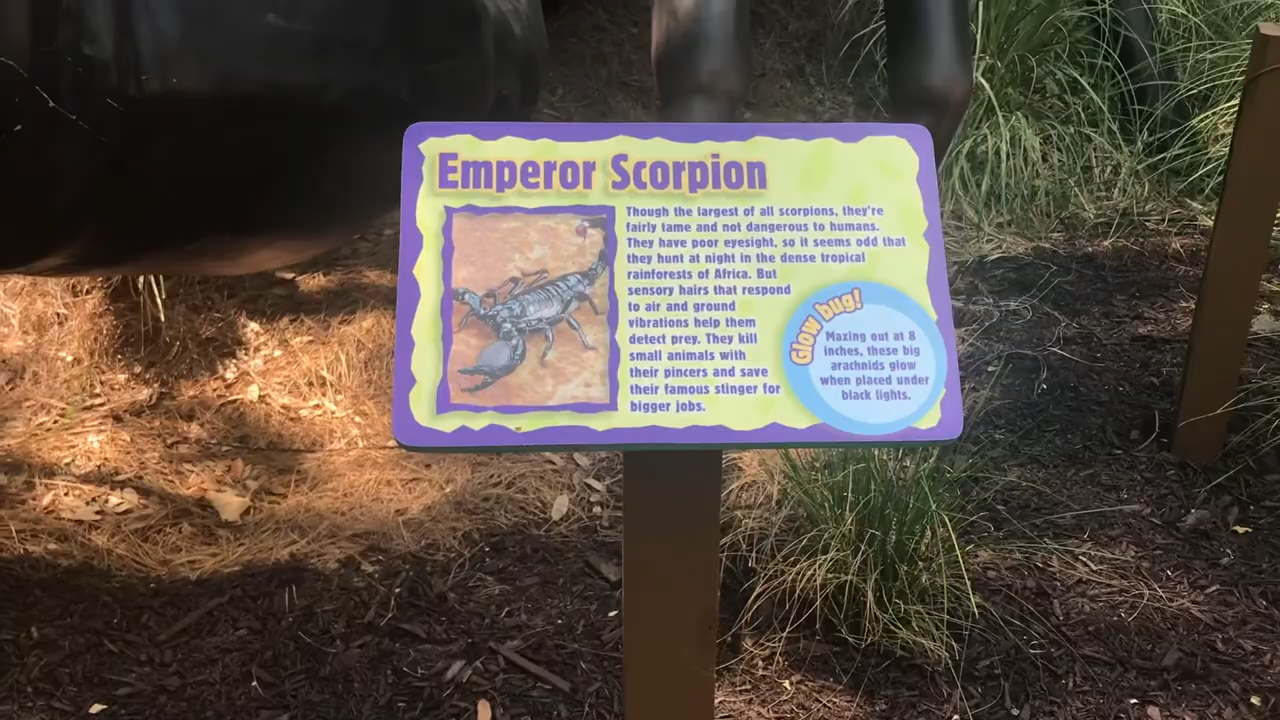 Emperor Scorpion
Though the largest of all scorpions, they're
fairly tame and not dangerous to humans.
They have poor eyesight, so it seems odd that
they hunt at night in the dense tropical
rainforests of Africa. But
sensory hairs that respond
to air and ground
vibrations help them
detect prey. They kill
small animals with
their pincers and save
their famous stinger for
bigger jobs.
Glow bug!
Maxing out at 8
inches, these big
arachnids glow
when placed under
black lights.